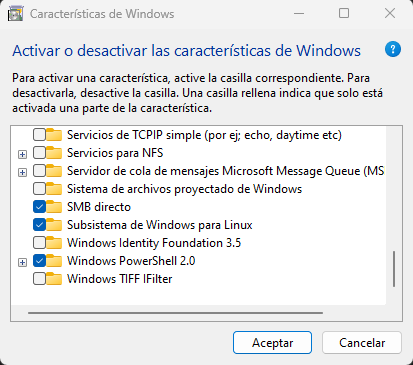 Características de Windows
Activar o desactivar las características de Windows
?
Para activar una característica, active la casilla correspondiente. Para
desactivarla, desactive la casilla. Una casilla rellena indica que solo está
activada una parte de la característica.
Servicios de TCPIP simple (por ej; echo, daytime etc)
Servicios para NFS
Servidor de cola de mensajes Microsoft Message Queue (MS
Sistema de archivos proyectado de Windows
SMB directo
Subsistema de Windows para Linux
Windows Identity Foundation 3.5
Windows PowerShell 2.0
Windows TIFF IFilter
Aceptar
Cancelar